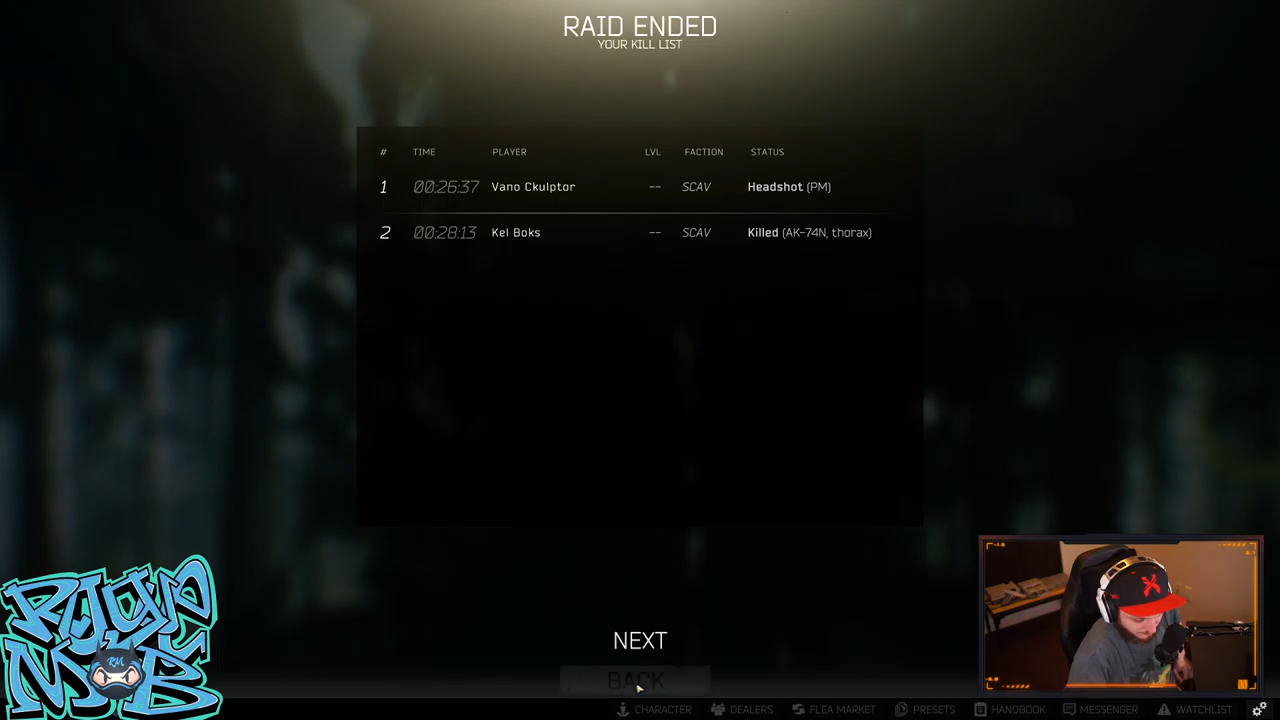 RAID ENDED
YOUR KILL LIST
# TIME PLAYER LVL FACTION STATUS
1 00:26:37 Vano Ckulptor -- SCAV Headshot (PM)
2 00:28:13 Kel Boks -- SCAV Killed (AK-74N, thorax)
NEXT
BACK
CHARACTER DEALERS FLEA MARKET PRESETS HANDBOOK MESSENGER WATCHLIST
RM